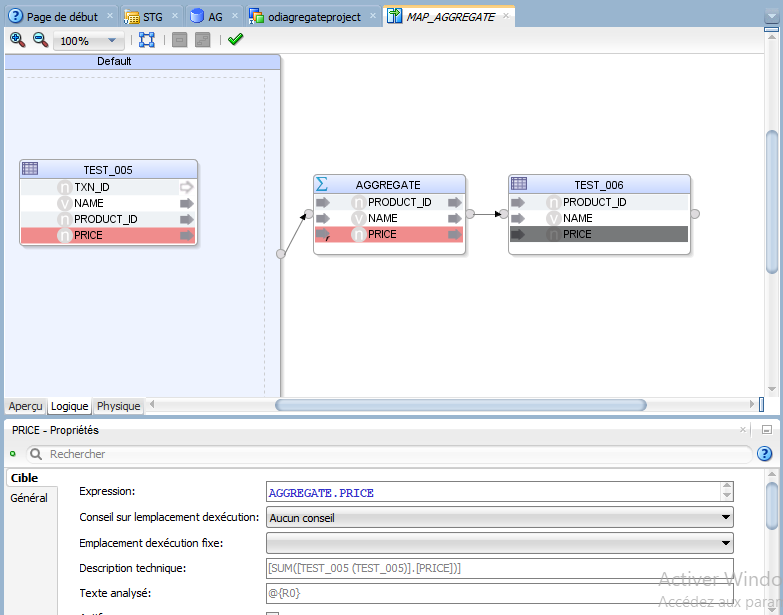 Page de début STG AG odiagregateproject MAP_AGGREGATE
100%
Default
TEST_005
TXN_ID
NAME
PRODUCT_ID
PRICE
AGGREGATE
PRODUCT_ID
NAME
PRICE
TEST_006
PRODUCT_ID
NAME
PRICE
Aperçu Logique Physique
PRICE - Propriétés
Rechercher
Cible
Général
Expression: AGGREGATE.PRICE
Conseil sur lemplacement dexécution: Aucun conseil
Emplacement dexécution fixe:
Description technique: [SUM([TEST_005 (TEST_005)].[PRICE])]
Texte analysé: @{R0}
Activer Windo
Accédez aux parar